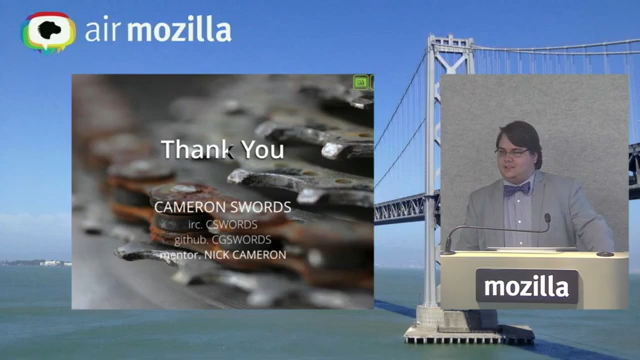 air mozilla
Thank You
CAMERON SWORDS
irc. CSWORDS
github. CGSWORDS
mentor. NICK CAMERON
mozilla